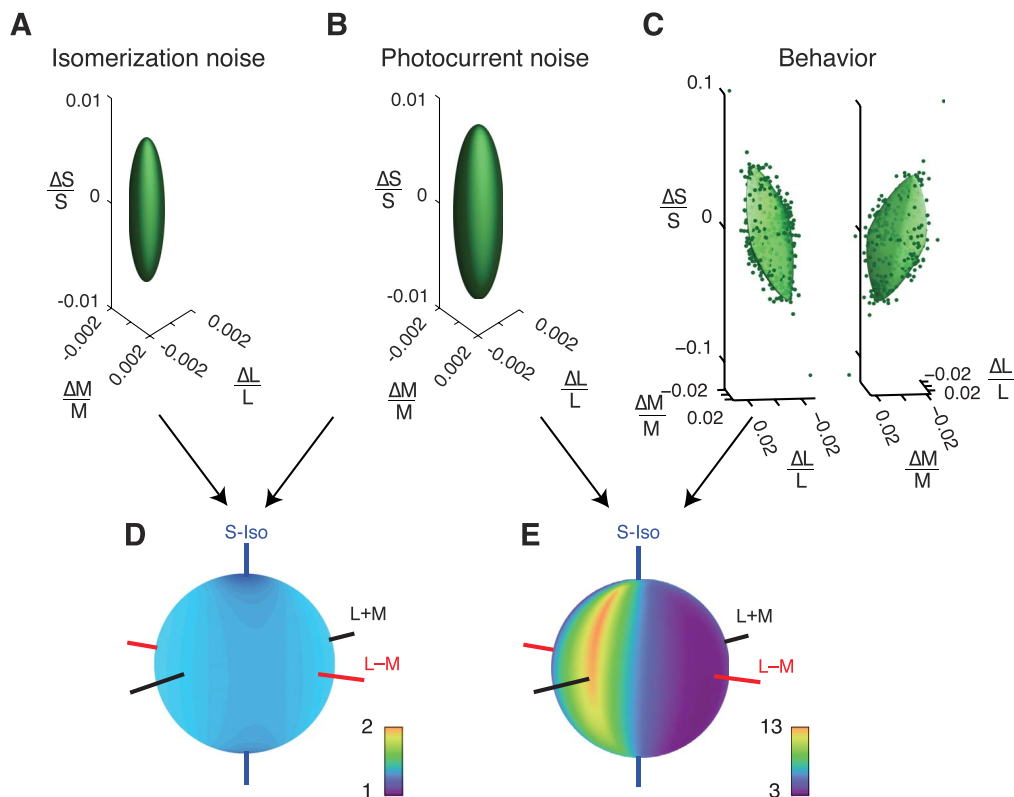 A
Isomerization noise
0.01
ΔS
S
0
-0.01
-0.002
0.002
-0.002
0.002
ΔM
M
ΔL
L
B
Photocurrent noise
0.01
ΔS
S
0
-0.01
-0.002
0.002
-0.002
0.002
ΔM
M
ΔL
L
C
Behavior
0.1
ΔS
S
0
−0.1
ΔM
M
−0.02
0.02
0.02
−0.02
ΔL
L
0.02
−0.02
ΔM
M
−0.02
0.02
ΔL
L
D
S-Iso
L+M
L−M
2
1
E
S-Iso
L+M
L−M
13
3